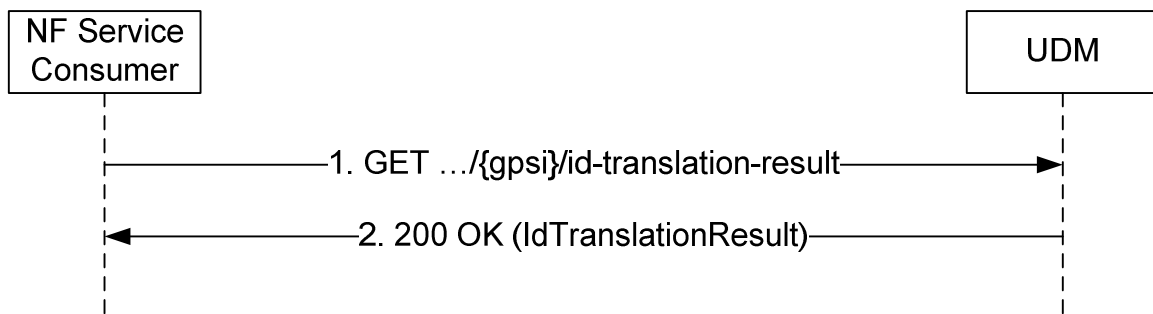 NF Service
Consumer
UDM
1. GET …/{gpsi}/id-translation-result
2. 200 OK (IdTranslationResult)